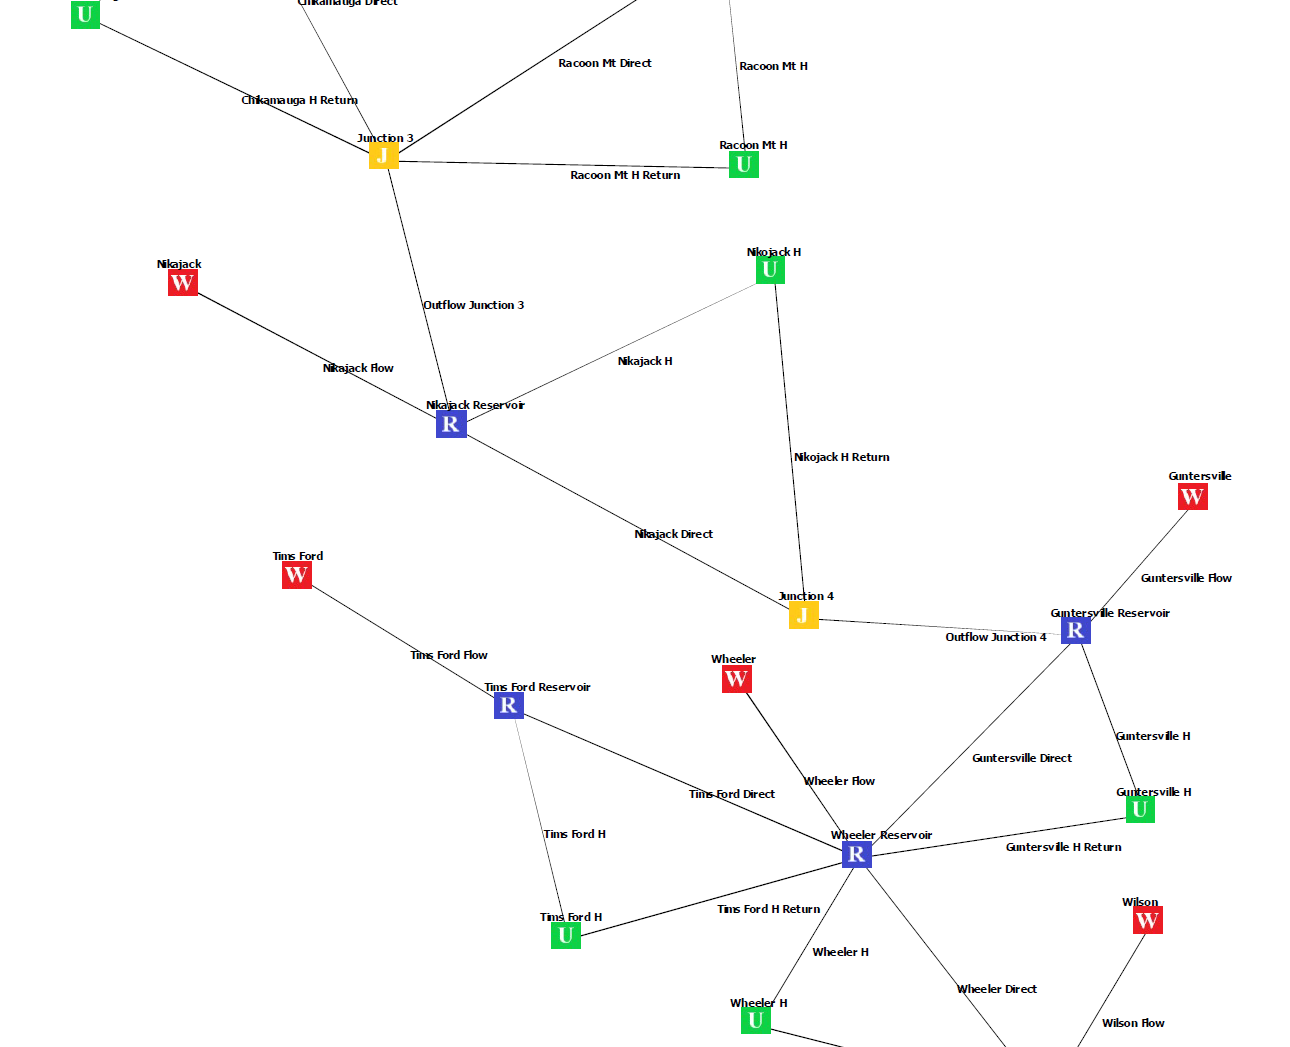 Chikamauga Direct
U
Racoon Mt Direct
Racoon Mt H
Chikamauga H Return
Junction 3
J
Racoon Mt H
U
Racoon Mt H Return
Nikojack H
U
Nikajack
W
Outflow Junction 3
Nikajack H
Nikajack Flow
Nikajack Reservoir
R
Nikojack H Return
Guntersville
W
Nikajack Direct
Tims Ford
W
Guntersville Flow
Junction 4
J
Guntersville Reservoir
R
Outflow Junction 4
Tims Ford Flow
Wheeler
W
Tims Ford Reservoir
R
Guntersville H
Guntersville Direct
Wheeler Flow
Tims Ford Direct
Guntersville H
U
Tims Ford H
Wheeler Reservoir
R
Guntersville H Return
Wilson
W
Tims Ford H Return
Tims Ford H
U
Wheeler H
Wheeler Direct
Wheeler H
U
Wilson Flow